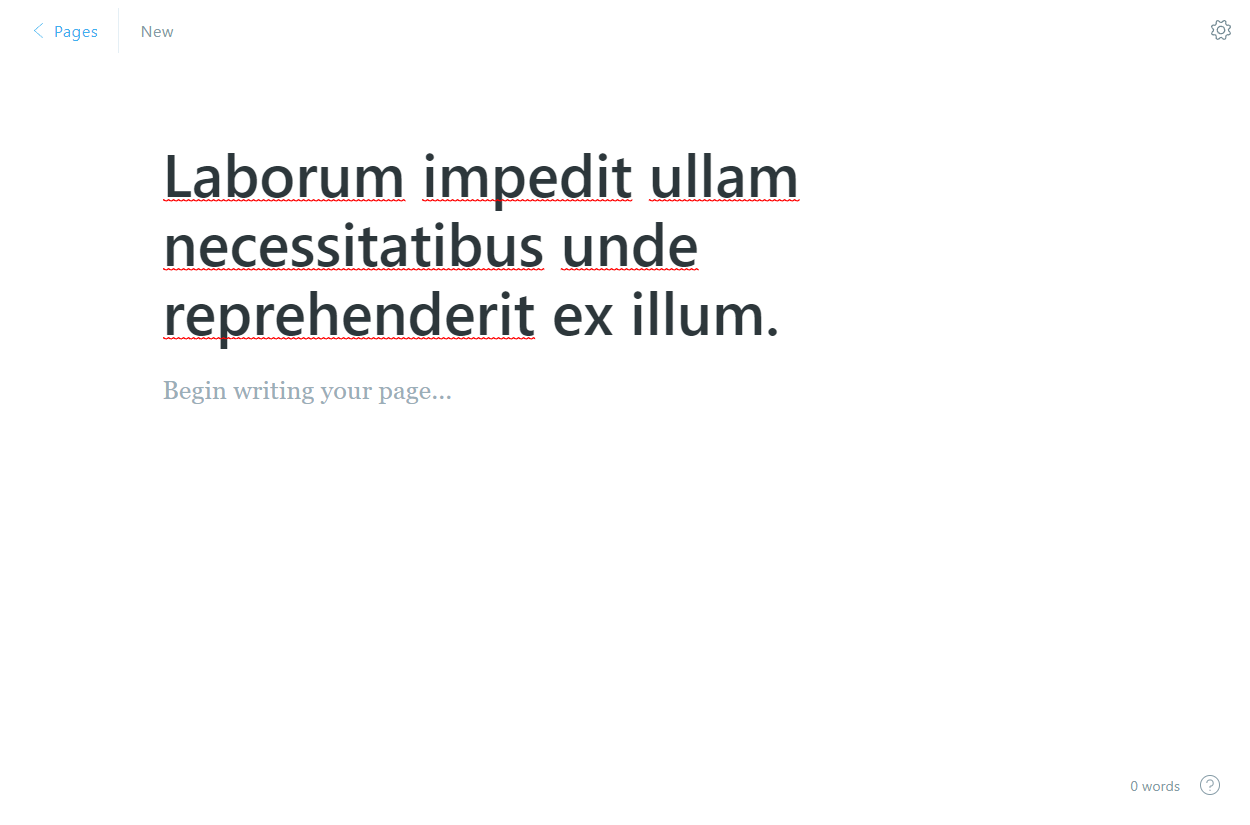 Pages
New
Laborum impedit ullam
necessitatibus unde
reprehenderit ex illum.
Begin writing your page...
0 words
?